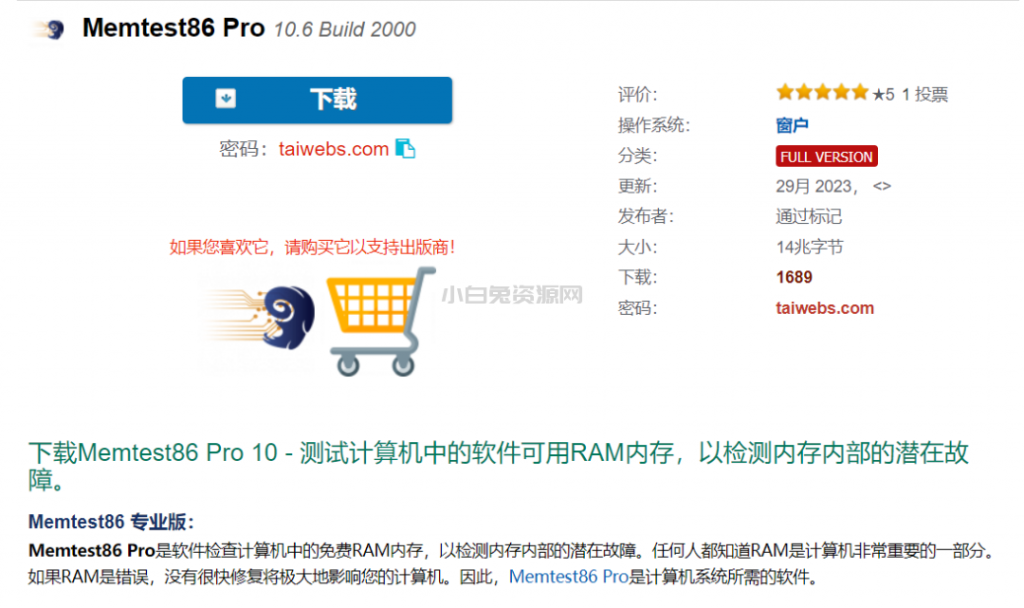 Memtest86 Pro 10.6 Build 2000
下载
密码：taiwebs.com
如果您喜欢它，请购买它以支持出版商！
评价： ★5 1 投票
操作系统： 窗户
分类： FULL VERSION
更新： 29月 2023， <>
发布者： 通过标记
大小： 14兆字节
下载： 1689
密码： taiwebs.com
小白兔资源网
下载Memtest86 Pro 10 - 测试计算机中的软件可用RAM内存，以检测内存内部的潜在故
障。
Memtest86 专业版：
Memtest86 Pro是软件检查计算机中的免费RAM内存，以检测内存内部的潜在故障。任何人都知道RAM是计算机非常重要的一部分。
如果RAM是错误，没有很快修复将极大地影响您的计算机。因此，Memtest86 Pro是计算机系统所需的软件。